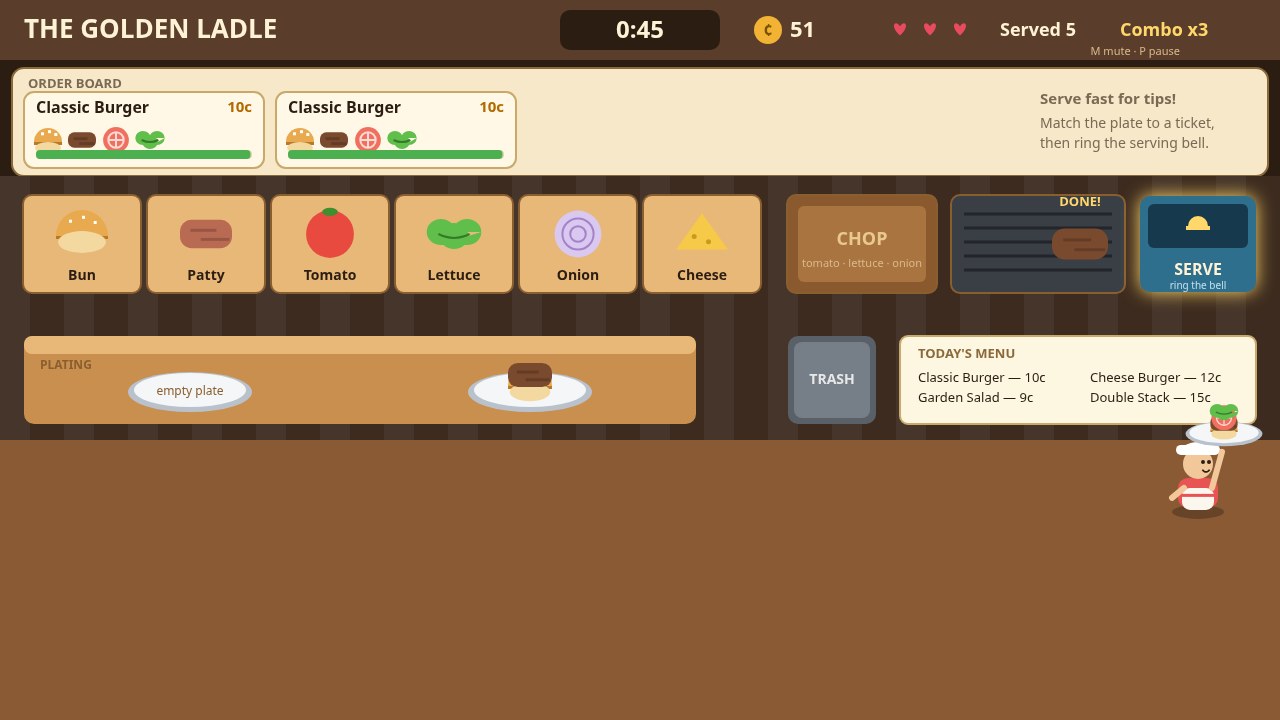 THE GOLDEN LADLE
0:45
51
Served 5
Combo x3
M mute · P pause
ORDER BOARD
Classic Burger
10c
Classic Burger
10c
Serve fast for tips!
Match the plate to a ticket,
then ring the serving bell.
Bun
Patty
Tomato
Lettuce
Onion
Cheese
CHOP
tomato · lettuce · onion
DONE!
SERVE
ring the bell
PLATING
empty plate
TRASH
TODAY'S MENU
Classic Burger — 10c
Cheese Burger — 12c
Garden Salad — 9c
Double Stack — 15c